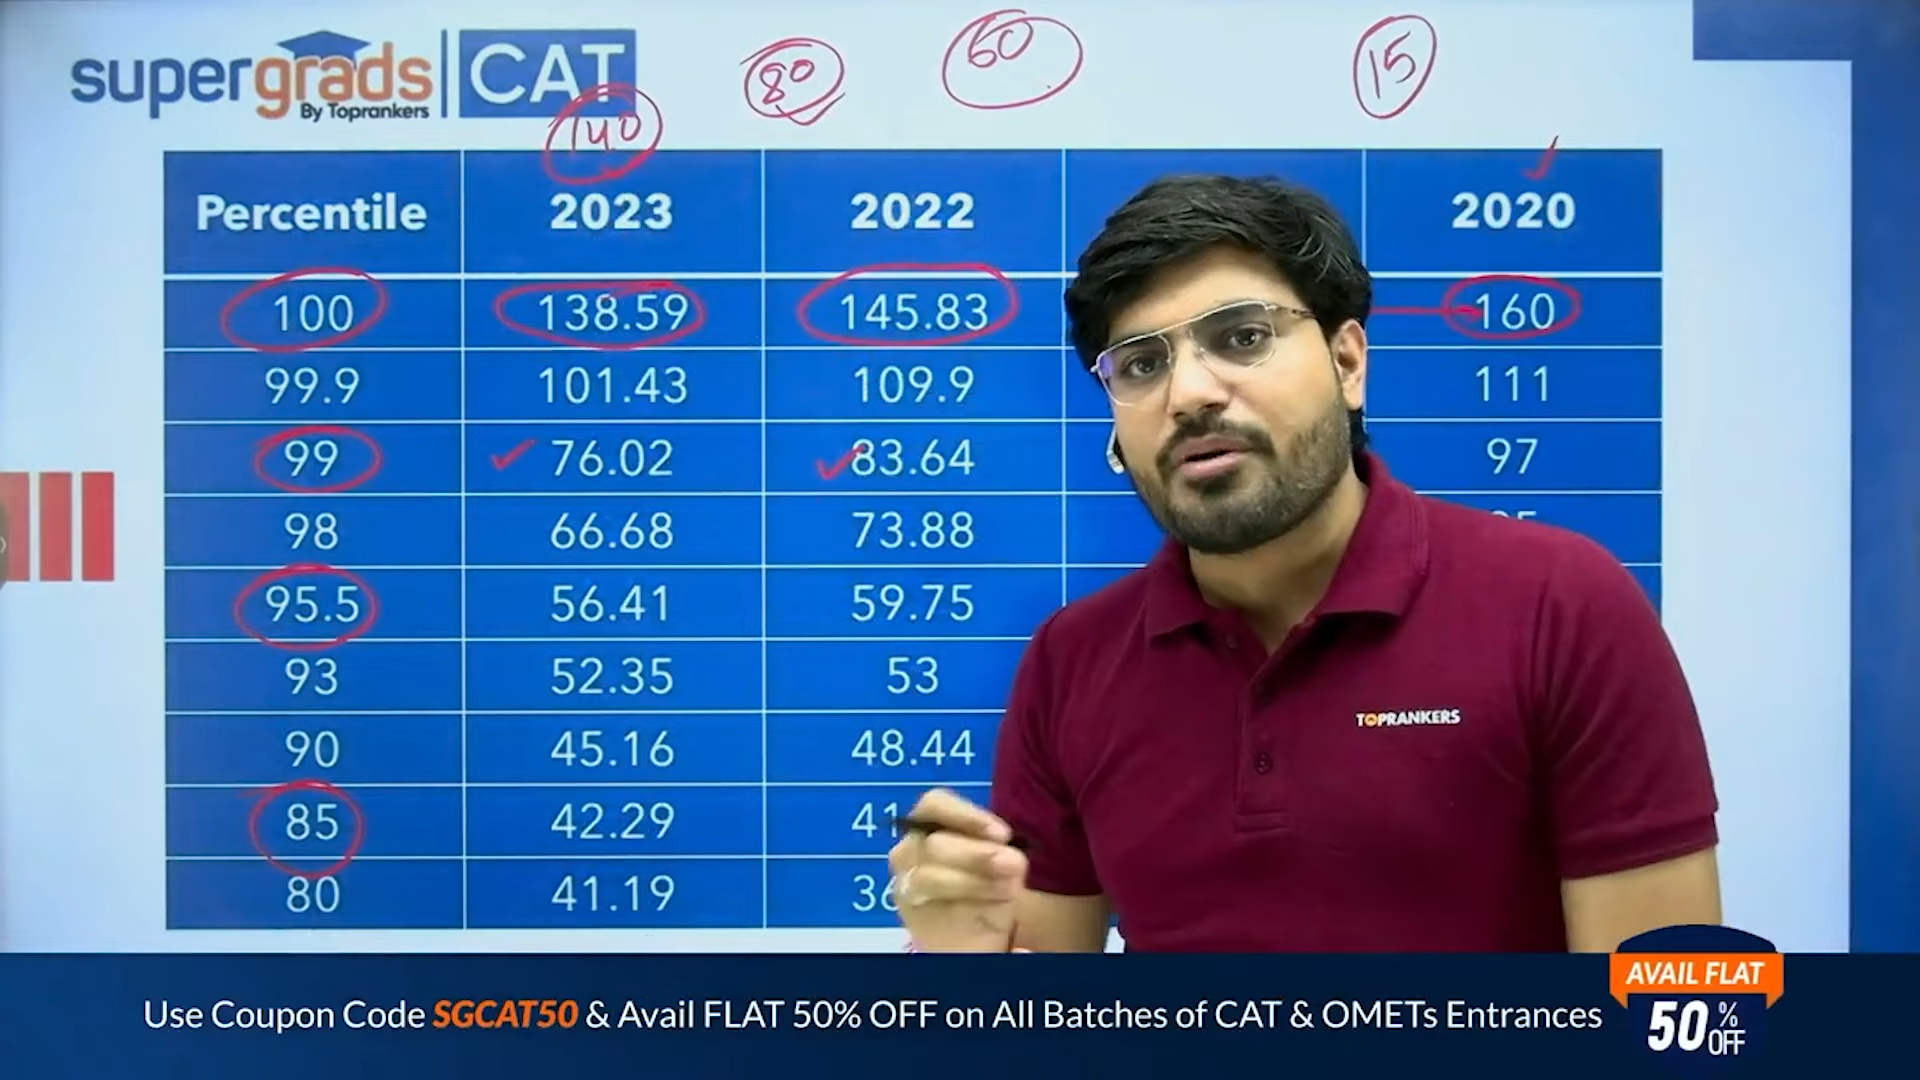 supergrads CAT
By Toprankers
140 80 60 15
Percentile 2023 2022 2020
100 138.59 145.83 160
99.9 101.43 109.9 111
99 76.02 83.64 97
98 66.68 73.88
95.5 56.41 59.75
93 52.35 53
90 45.16 48.44
85 42.29
80 41.19
TOPRANKERS
Use Coupon Code SGCAT50 & Avail FLAT 50% OFF on All Batches of CAT & OMETs Entrances
AVAIL FLAT
50% OFF